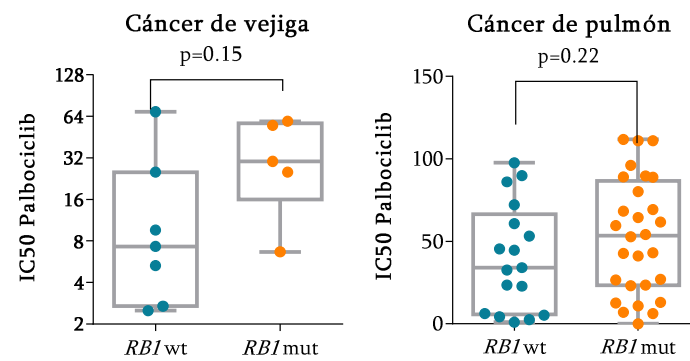 Cáncer de vejiga
p=0.15
IC50 Palbociclib
128
64
32
16
8
4
2
RB1 wt
RB1 mut
Cáncer de pulmón
p=0.22
IC50 Palbociclib
150
100
50
0
RB1 wt
RB1 mut